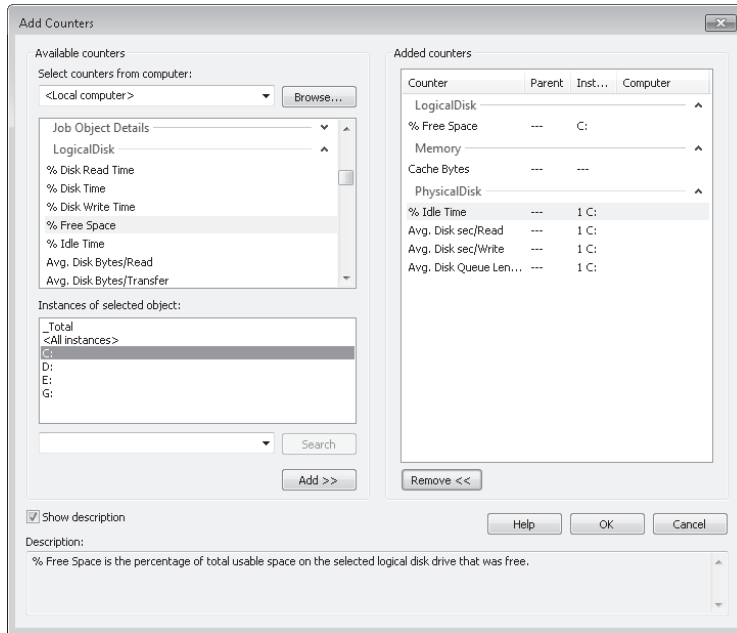 Add Counters
Available counters
Select counters from computer:
<Local computer>
Browse...
Job Object Details
LogicalDisk
% Disk Read Time
% Disk Time
% Disk Write Time
% Free Space
% Idle Time
Avg. Disk Bytes/Read
Avg. Disk Bytes/Transfer
Instances of selected object:
_Total
<All instances>
C:
D:
E:
G:
Search
Add >>
Added counters
Counter Parent Inst... Computer
LogicalDisk
% Free Space --- C:
Memory
Cache Bytes --- ---
PhysicalDisk
% Idle Time --- 1 C:
Avg. Disk sec/Read --- 1 C:
Avg. Disk sec/Write --- 1 C:
Avg. Disk Queue Len... --- 1 C:
Remove <<
Show description
Help OK Cancel
Description:
% Free Space is the percentage of total usable space on the selected logical disk drive that was free.